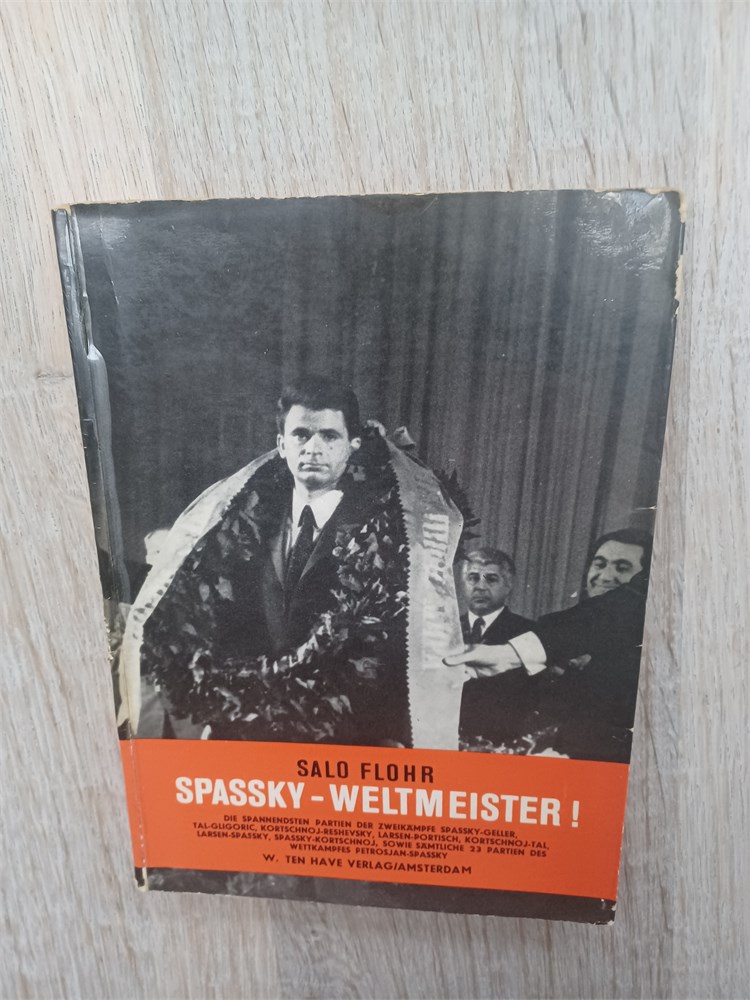 SALO FLOHR
SPASSKY – WELTMEISTER !
DIE SPANNENDSTEN PARTIEN DER ZWEIKÄMPFE SPASSKY-GELLER,
TAL-GLIGORIC, KORTSCHNOJ-RESHEVSKY, LARSEN-PORTISCH, KORTSCHNOJ-TAL,
LARSEN-SPASSKY, SPASSKY-KORTSCHNOJ, SOWIE SÄMTLICHE 23 PARTIEN DES
WETTKAMPFES PETROSJAN-SPASSKY
W. TEN HAVE VERLAG/AMSTERDAM